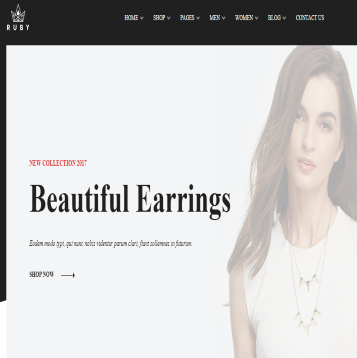 RUBY
HOME SHOP PAGES MEN WOMEN BLOG CONTACT US
NEW COLLECTION 2017
Beautiful Earrings
Eodem modo typi, qui nunc nobis videntur parum clari, fiant sollemnes in futurum
SHOP NOW